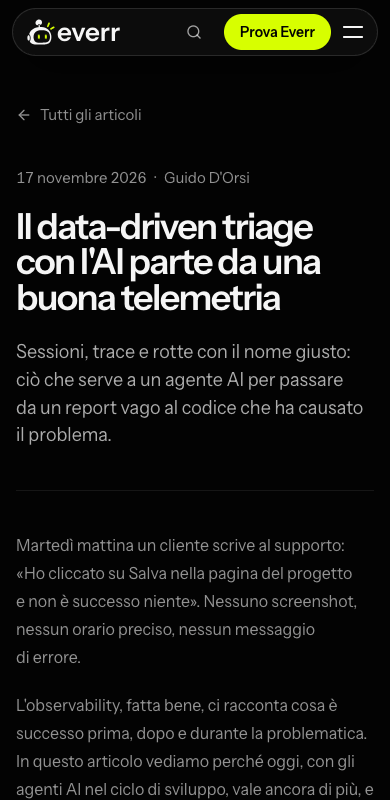 everr
Prova Everr
← Tutti gli articoli
17 novembre 2026 · Guido D'Orsi
Il data-driven triage
con l'AI parte da una
buona telemetria
Sessioni, trace e rotte con il nome giusto:
ciò che serve a un agente AI per passare
da un report vago al codice che ha causato
il problema.
Martedì mattina un cliente scrive al supporto:
«Ho cliccato su Salva nella pagina del progetto
e non è successo niente». Nessuno screenshot,
nessun orario preciso, nessun messaggio
di errore.
L'observability, fatta bene, ci racconta cosa è
successo prima, dopo e durante la problematica.
In questo articolo vediamo perché oggi, con gli
agenti AI nel ciclo di sviluppo, vale ancora di più, e